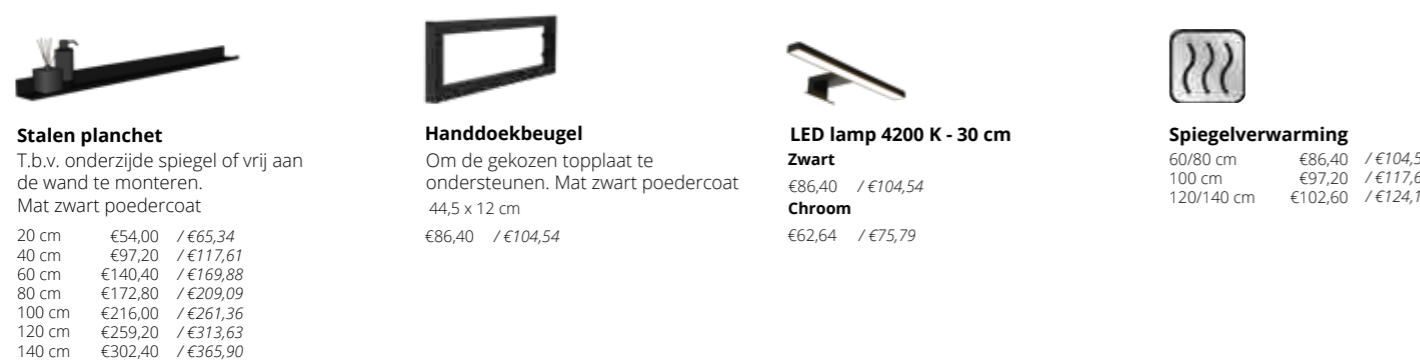 Stalen planchet
T.b.v. onderzijde spiegel of vrij aan
de wand te monteren.
Mat zwart poedercoat
20 cm €54,00 / €65,34
40 cm €97,20 / €117,61
60 cm €140,40 / €169,88
80 cm €172,80 / €209,09
100 cm €216,00 / €261,36
120 cm €259,20 / €313,63
140 cm €302,40 / €365,90
Handdoekbeugel
Om de gekozen topplaat te
ondersteunen. Mat zwart poedercoat
44,5 x 12 cm
€86,40 / €104,54
LED lamp 4200 K - 30 cm
Zwart
€86,40 / €104,54
Chroom
€62,64 / €75,79
Spiegelverwarming
60/80 cm €86,40
100 cm €97,20
120/140 cm €102,60